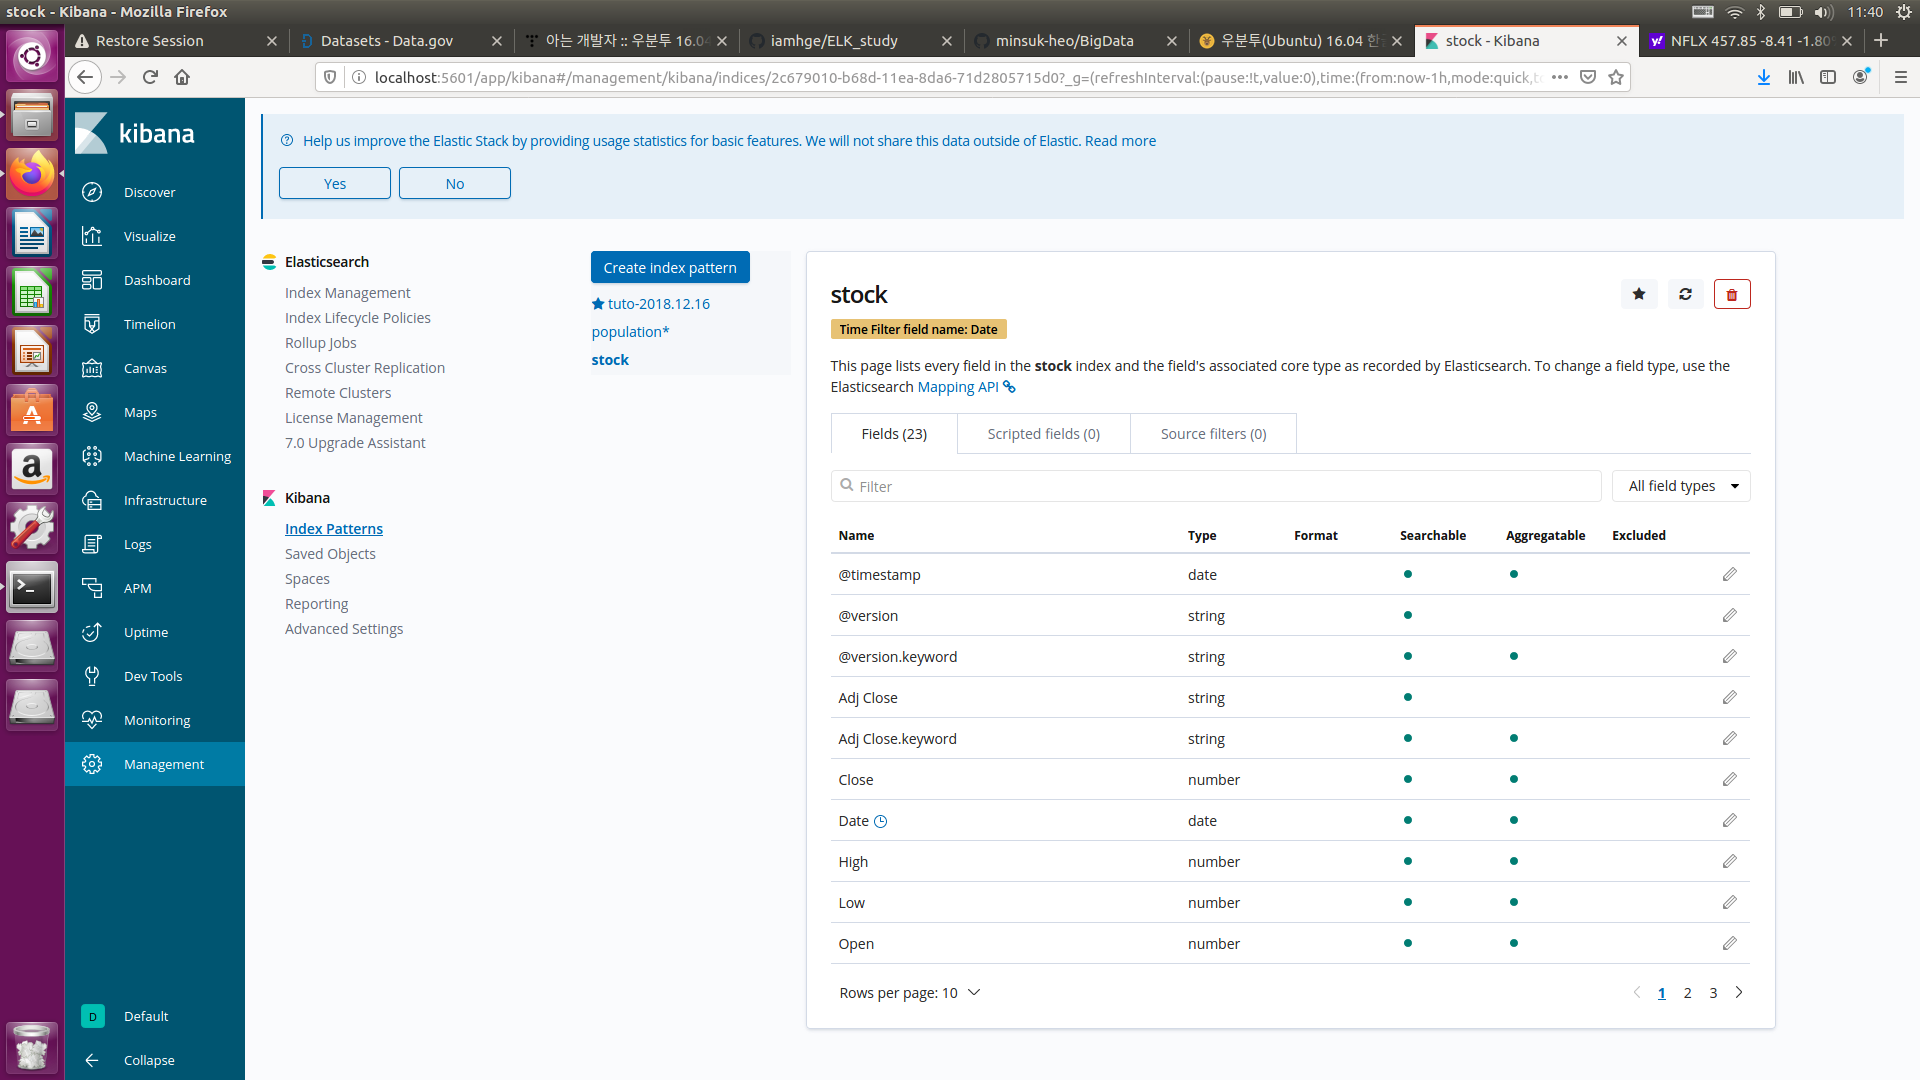 stock - Kibana - Mozilla Firefox
11:40
Restore Session
Datasets - Data.gov
아는 개발자 :: 우분투 16.04
iamhge/ELK_study
minsuk-heo/BigData
우분투(Ubuntu) 16.04 한
stock - Kibana
NFLX 457.85 -8.41 -1.80%
localhost:5601/app/kibana#/management/kibana/indices/2c679010-b68d-11ea-8da6-71d2805715d0?_g=(refreshInterval:(pause:!t,value:0),time:(from:now-1h,mode:quick,t
kibana
Discover
Visualize
Dashboard
Timelion
Canvas
Maps
Machine Learning
Infrastructure
Logs
APM
Uptime
Dev Tools
Monitoring
Management
D Default
Collapse
Help us improve the Elastic Stack by providing usage statistics for basic features. We will not share this data outside of Elastic. Read more
Yes No
Elasticsearch
Index Management
Index Lifecycle Policies
Rollup Jobs
Cross Cluster Replication
Remote Clusters
License Management
7.0 Upgrade Assistant
Kibana
Index Patterns
Saved Objects
Spaces
Reporting
Advanced Settings
Create index pattern
tuto-2018.12.16
population*
stock
stock
Time Filter field name: Date
This page lists every field in the stock index and the field's associated core type as recorded by Elasticsearch. To change a field type, use the
Elasticsearch Mapping API
Fields (23) Scripted fields (0) Source filters (0)
Filter All field types
Name Type Format Searchable Aggregatable Excluded
@timestamp date
@version string
@version.keyword string
Adj Close string
Adj Close.keyword string
Close number
Date date
High number
Low number
Open number
Rows per page: 10 1 2 3